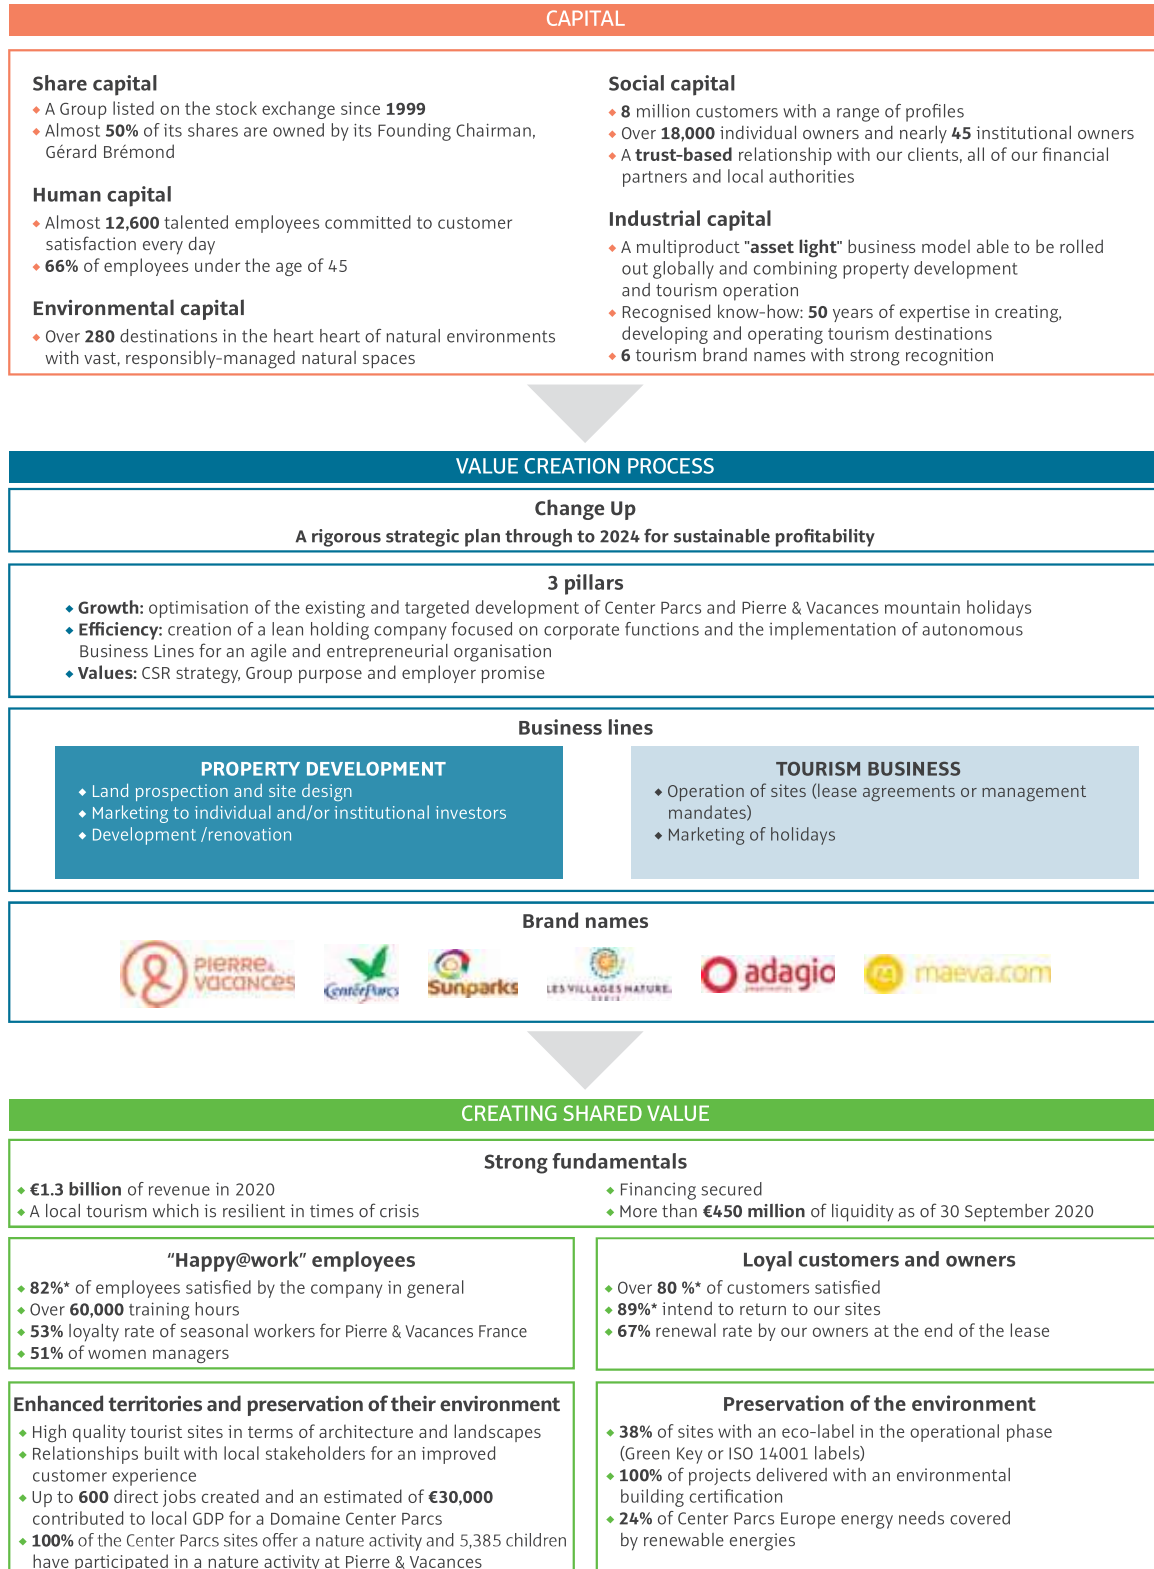 CAPITAL
Share capital
◆ A Group listed on the stock exchange since 1999
◆ Almost 50% of its shares are owned by its Founding Chairman,
Gérard Brémond
Human capital
◆ Almost 12,600 talented employees committed to customer
satisfaction every day
◆ 66% of employees under the age of 45
Environmental capital
◆ Over 280 destinations in the heart heart of natural environments
with vast, responsibly-managed natural spaces
Social capital
◆ 8 million customers with a range of profiles
◆ Over 18,000 individual owners and nearly 45 institutional owners
◆ A trust-based relationship with our clients, all of our financial
partners and local authorities
Industrial capital
◆ A multiproduct "asset light" business model able to be rolled
out globally and combining property development
and tourism operation
◆ Recognised know-how: 50 years of expertise in creating,
developing and operating tourism destinations
◆ 6 tourism brand names with strong recognition
VALUE CREATION PROCESS
Change Up
A rigorous strategic plan through to 2024 for sustainable profitability
3 pillars
◆ Growth: optimisation of the existing and targeted development of Center Parcs and Pierre & Vacances mountain holidays
◆ Efficiency: creation of a lean holding company focused on corporate functions and the implementation of autonomous
Business Lines for an agile and entrepreneurial organisation
◆ Values: CSR strategy, Group purpose and employer promise
Business lines
PROPERTY DEVELOPMENT
◆ Land prospection and site design
◆ Marketing to individual and/or institutional investors
◆ Development /renovation
TOURISM BUSINESS
◆ Operation of sites (lease agreements or management
mandates)
◆ Marketing of holidays
Brand names
PIERRE &
VACANCES
CenterParcs
Sunparks
LES VILLAGES NATURE
PARIS
adagio
maeva.com
CREATING SHARED VALUE
Strong fundamentals
◆ €1.3 billion of revenue in 2020
◆ A local tourism which is resilient in times of crisis
◆ Financing secured
◆ More than €450 million of liquidity as of 30 September 2020
“Happy@work” employees
◆ 82%* of employees satisfied by the company in general
◆ Over 60,000 training hours
◆ 53% loyalty rate of seasonal workers for Pierre & Vacances France
◆ 51% of women managers
Loyal customers and owners
◆ Over 80 %* of customers satisfied
◆ 89%* intend to return to our sites
◆ 67% renewal rate by our owners at the end of the lease
Enhanced territories and preservation of their environment
◆ High quality tourist sites in terms of architecture and landscapes
◆ Relationships built with local stakeholders for an improved
customer experience
◆ Up to 600 direct jobs created and an estimated of €30,000
contributed to local GDP for a Domaine Center Parcs
◆ 100% of the Center Parcs sites offer a nature activity and 5,385 children
have participated in a nature activity at Pierre & Vacances
Preservation of the environment
◆ 38% of sites with an eco-label in the operational phase
(Green Key or ISO 14001 labels)
◆ 100% of projects delivered with an environmental
building certification
◆ 24% of Center Parcs Europe energy needs covered
by renewable energies